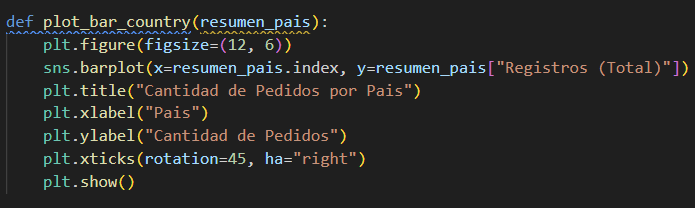 def plot_bar_country(resumen_pais):
    plt.figure(figsize=(12, 6))
    sns.barplot(x=resumen_pais.index, y=resumen_pais["Registros (Total)"])
    plt.title("Cantidad de Pedidos por Pais")
    plt.xlabel("Pais")
    plt.ylabel("Cantidad de Pedidos")
    plt.xticks(rotation=45, ha="right")
    plt.show()